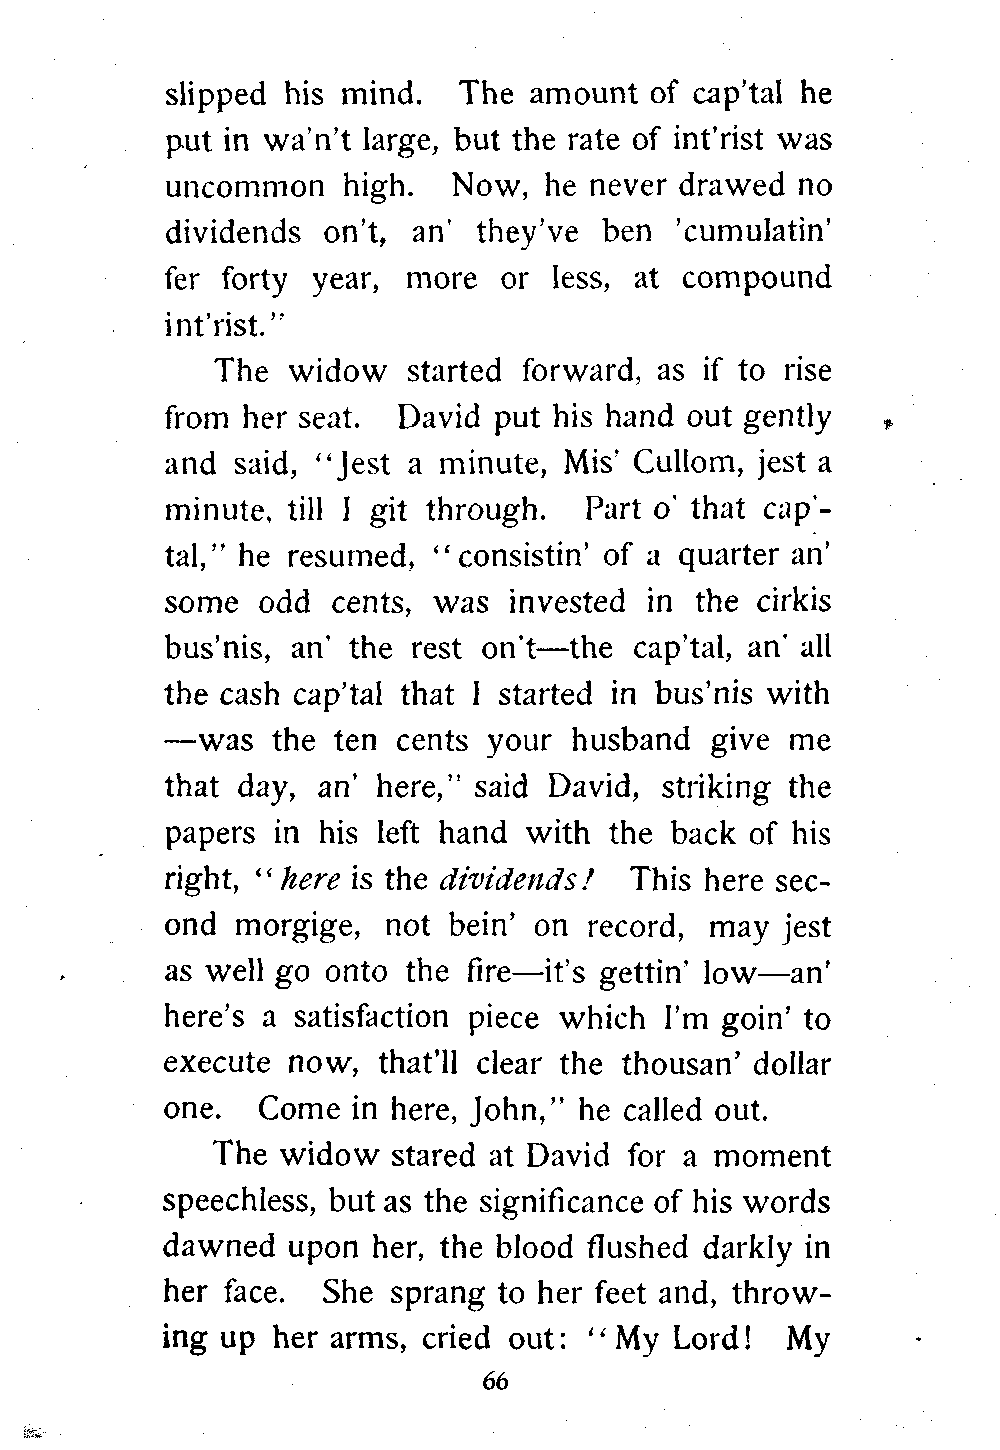 slipped his mind. The amount of cap'tal he
put in wa'n't large, but the rate of int'rist was
uncommon high. Now, he never drawed no
dividends on't, an' they've ben 'cumulatin'
fer forty year, more or less, at compound
int'rist."
The widow started forward, as if to rise
from her seat. David put his hand out gently
and said, "Jest a minute, Mis' Cullom, jest a
minute, till I git through. Part o' that cap'-
tal," he resumed, "consistin' of a quarter an'
some odd cents, was invested in the cirkis
bus'nis, an' the rest on't—the cap'tal, an' all
the cash cap'tal that I started in bus'nis with
—was the ten cents your husband give me
that day, an' here," said David, striking the
papers in his left hand with the back of his
right, "here is the dividends! This here sec-
ond morgige, not bein' on record, may jest
as well go onto the fire—it's gettin' low—an'
here's a satisfaction piece which I'm goin' to
execute now, that'll clear the thousan' dollar
one. Come in here, John," he called out.
The widow stared at David for a moment
speechless, but as the significance of his words
dawned upon her, the blood flushed darkly in
her face. She sprang to her feet and, throw-
ing up her arms, cried out: "My Lord! My
66